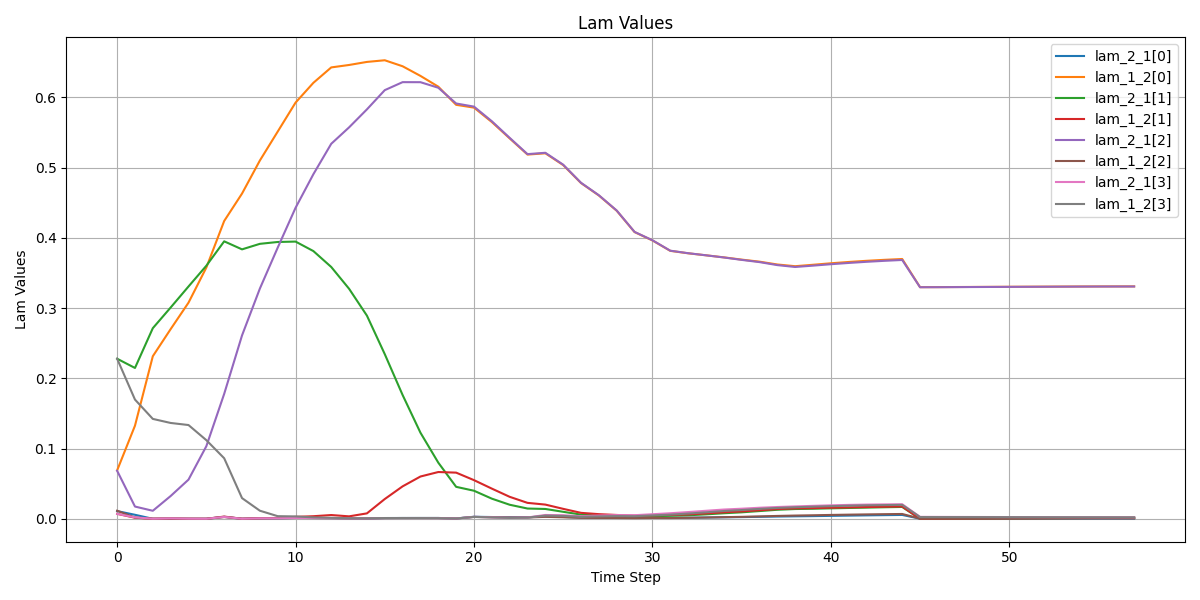 Lam Values
lam_2_1[0]
lam_1_2[0]
lam_2_1[1]
lam_1_2[1]
lam_2_1[2]
lam_1_2[2]
lam_2_1[3]
lam_1_2[3]
Lam Values
0.6
0.5
0.4
0.3
0.2
0.1
0.0
0 10 20 30 40 50
Time Step